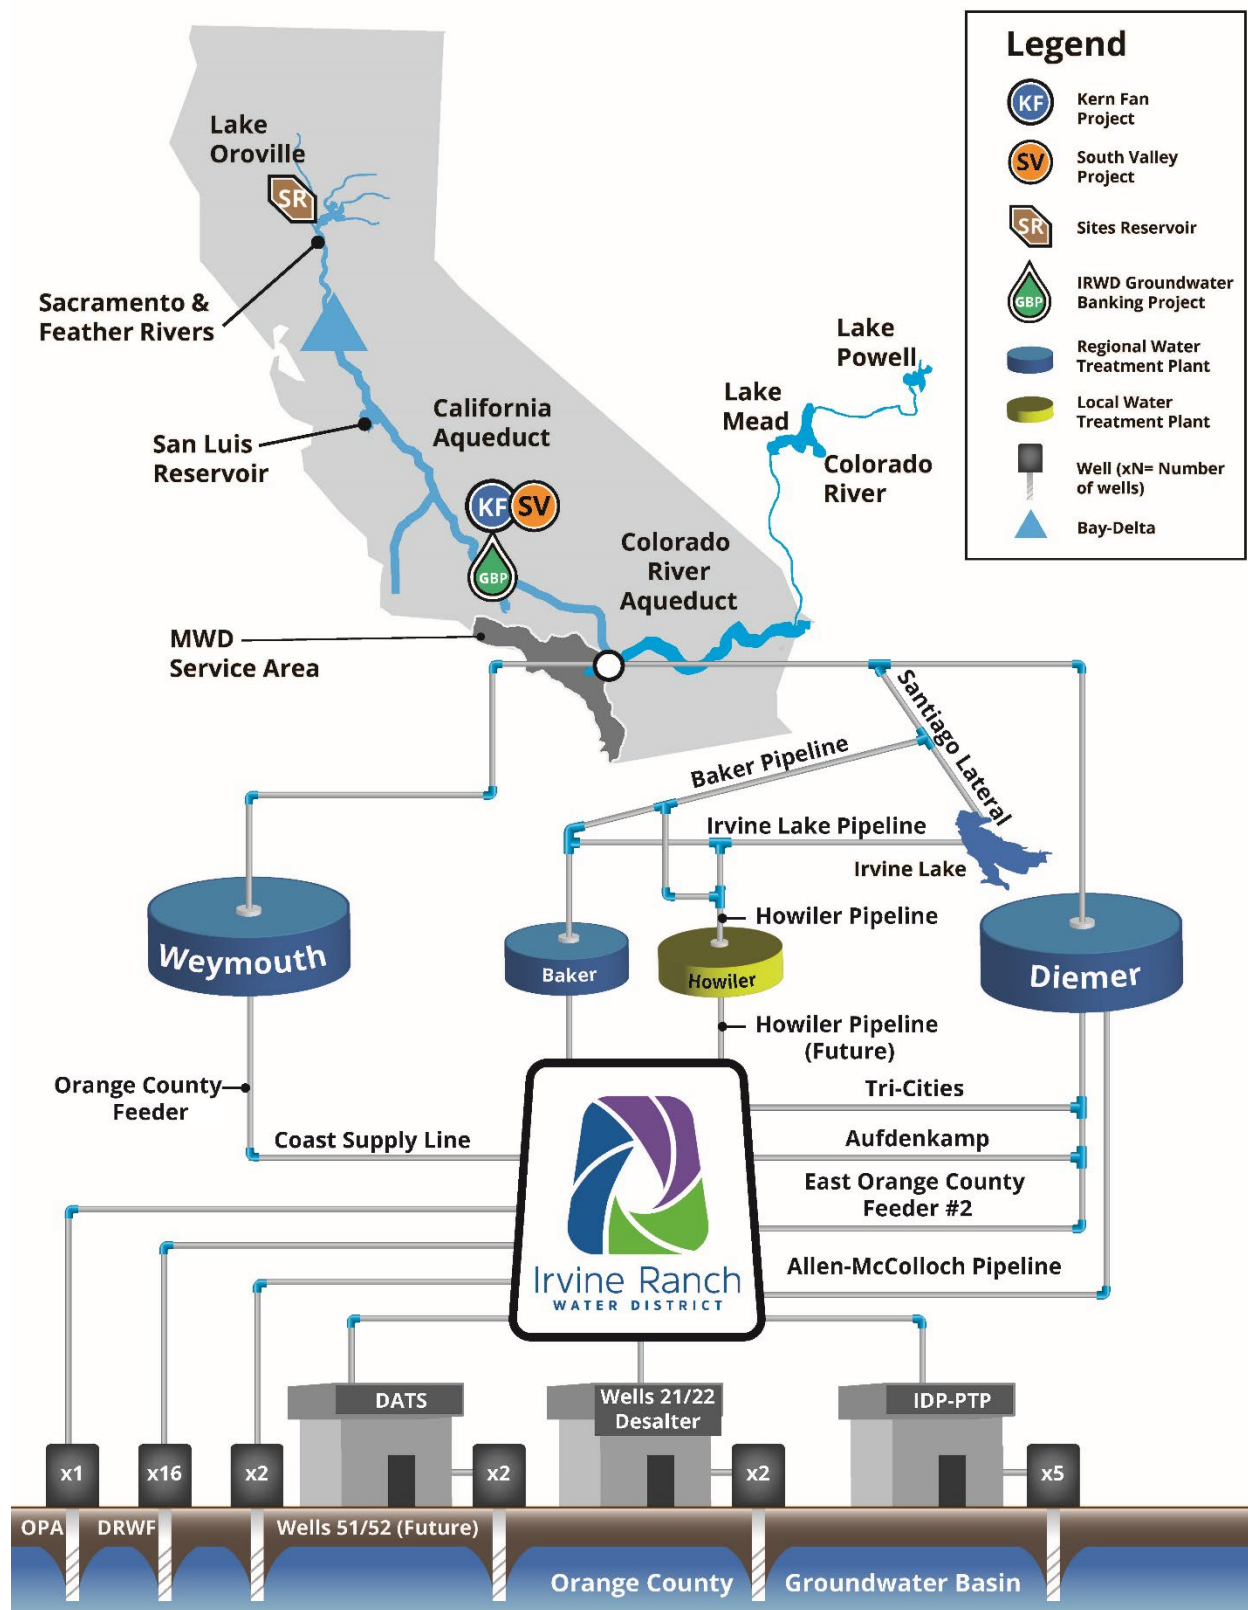 Legend
KF
Kern Fan
Project
SV
South Valley
Project
SR
Sites Reservoir
GBP
IRWD Groundwater
Banking Project
Regional Water
Treatment Plant
Local Water
Treatment Plant
Well (xN= Number
of wells)
Bay-Delta
Lake
Oroville
SR
Sacramento &
Feather Rivers
San Luis
Reservoir
California
Aqueduct
KF
SV
GBP
Lake
Powell
Lake
Mead
Colorado
River
Colorado
River
Aqueduct
MWD
Service Area
Santiago Lateral
Baker Pipeline
Irvine Lake Pipeline
Irvine Lake
Howiler Pipeline
Weymouth
Baker
Howiler
Diemer
Howiler Pipeline
(Future)
Orange County
Feeder
Coast Supply Line
Tri-Cities
Aufdenkamp
East Orange County
Feeder #2
Allen-McColloch Pipeline
Irvine Ranch
WATER DISTRICT
DATS
Wells 21/22
Desalter
IDP-PTP
x1
x16
x2
x2
x2
x5
OPA
DRWF
Wells 51/52 (Future)
Orange County
Groundwater Basin